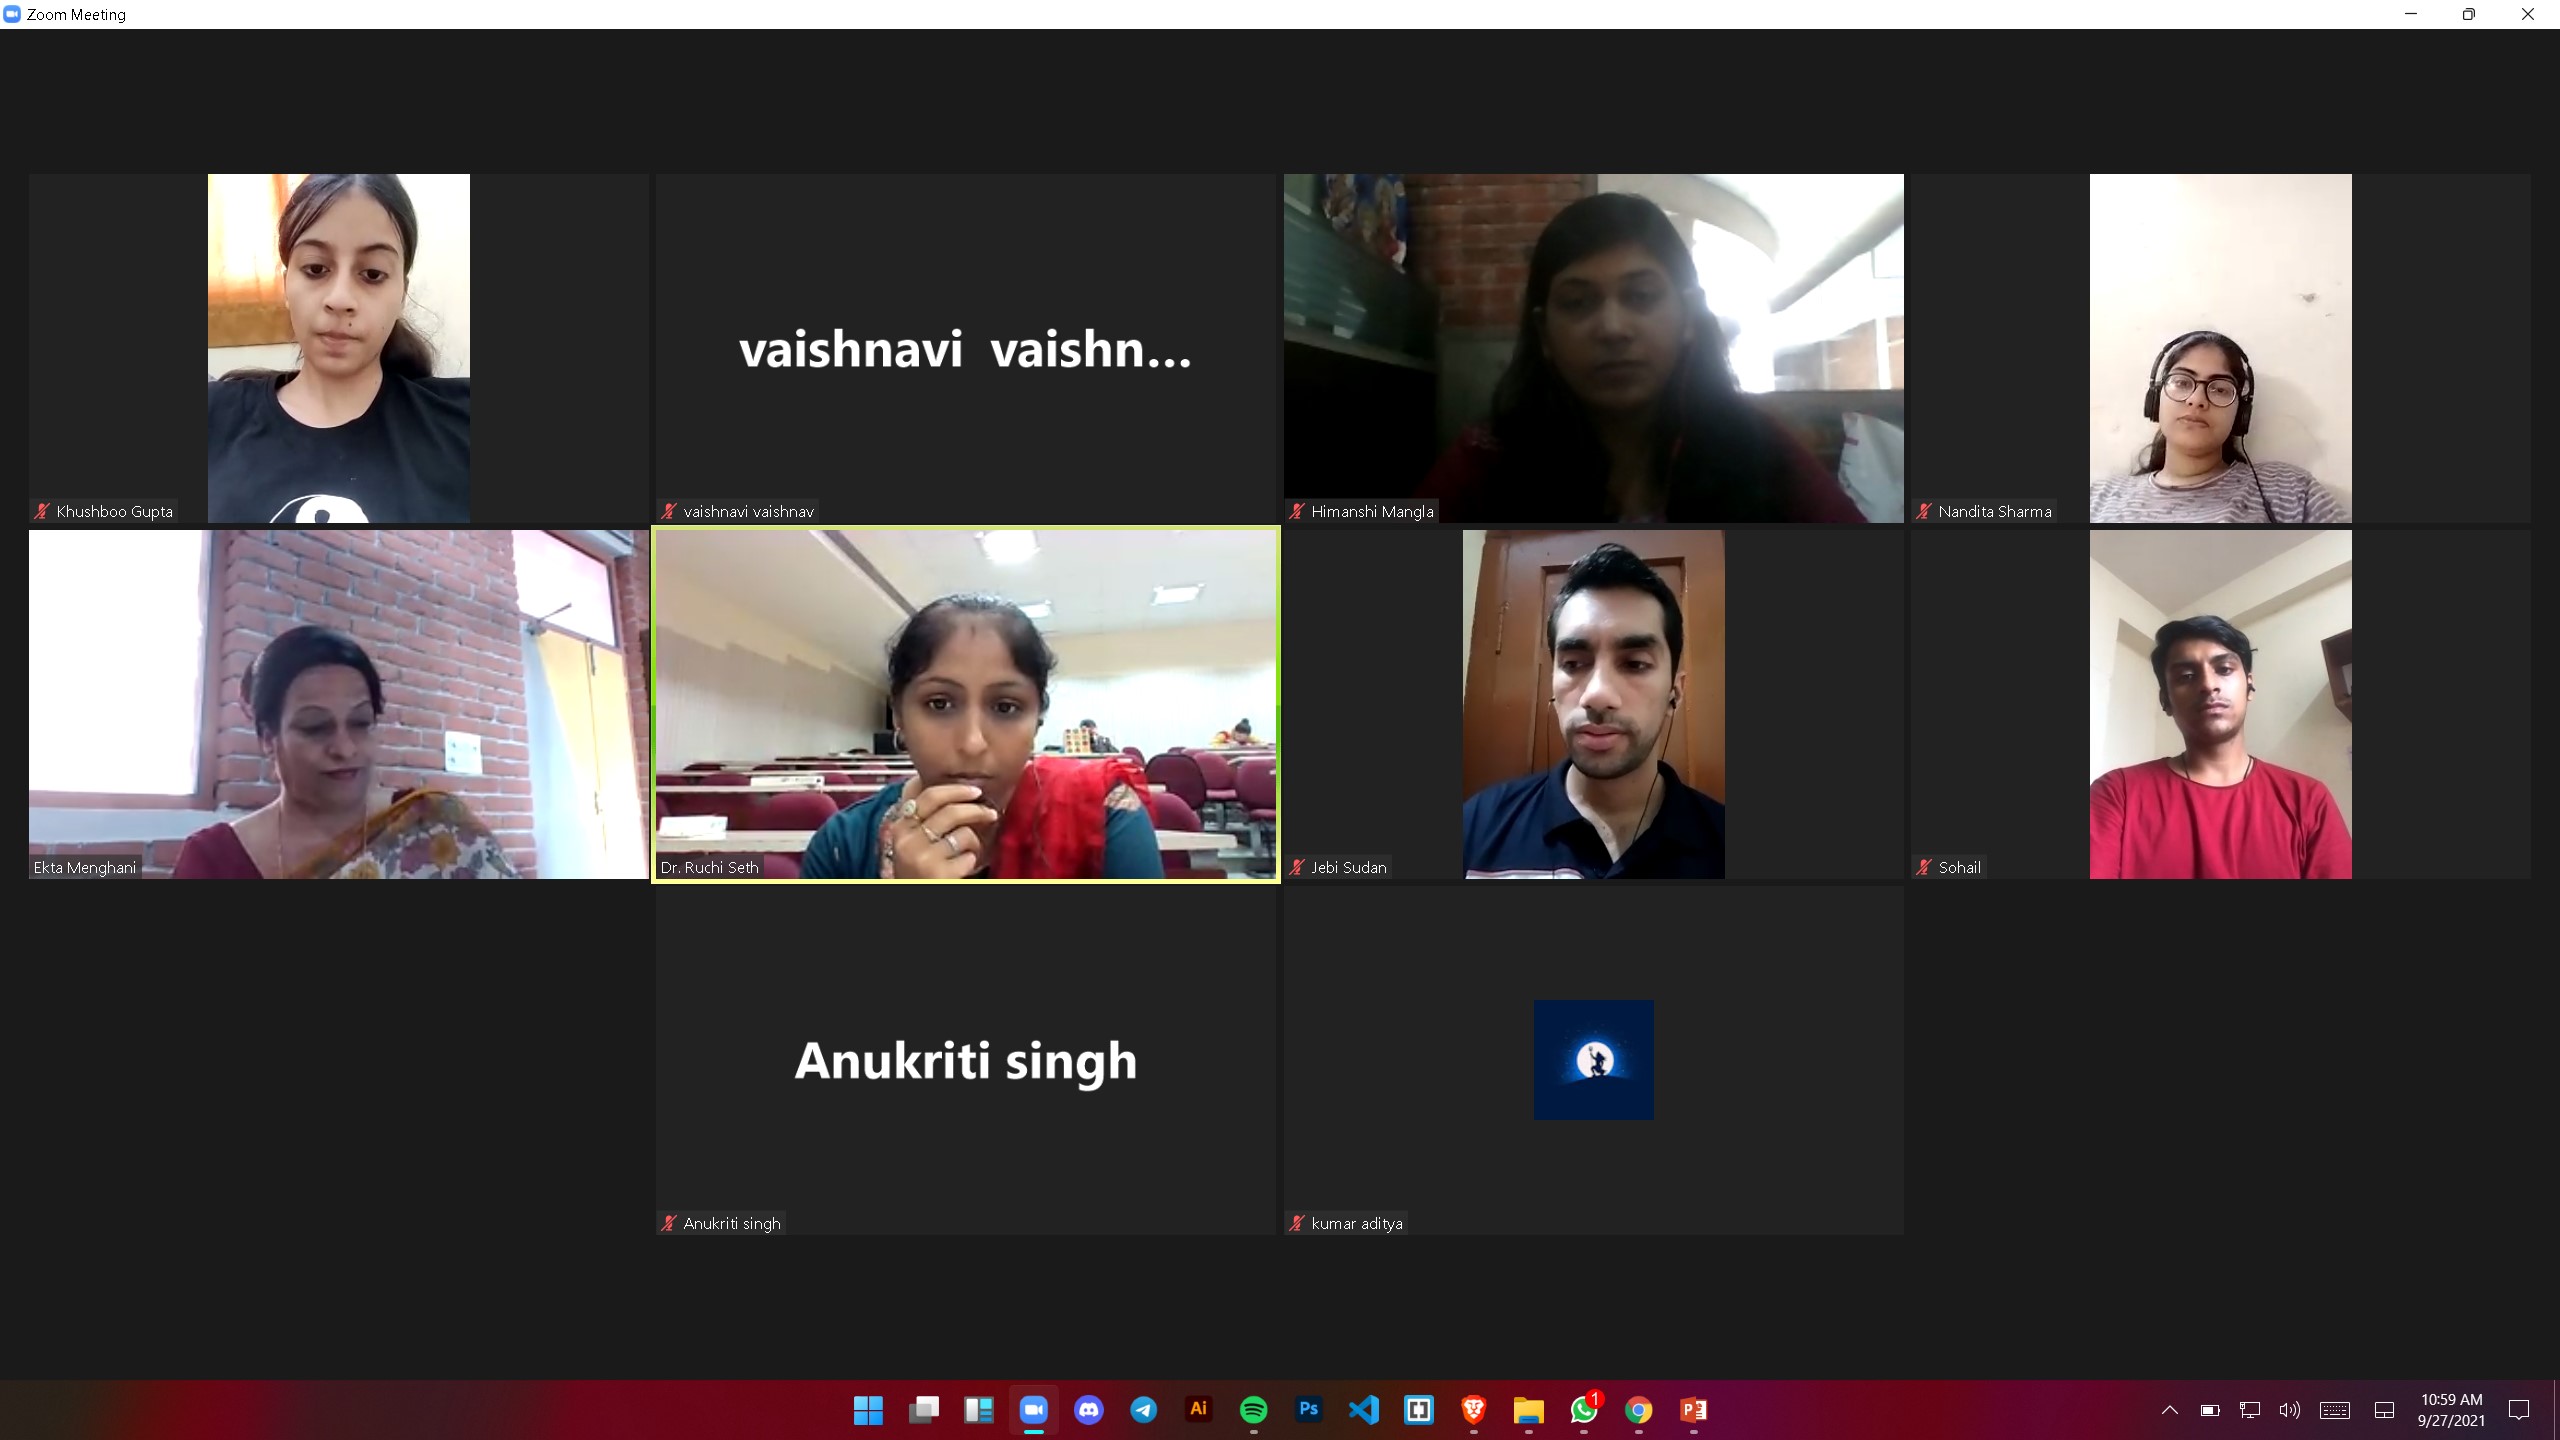 Zoom Meeting
vaishnavi vaishn...
Khushboo Gupta
vaishnavi vaishnav
Himanshi Mangla
Nandita Sharma
Ekta Menghani
Dr. Ruchi Seth
Jebi Sudan
Sohail
Anukriti singh
Anukriti singh
kumar aditya
Ai
Ps
1
P
10:59 AM
9/27/2021